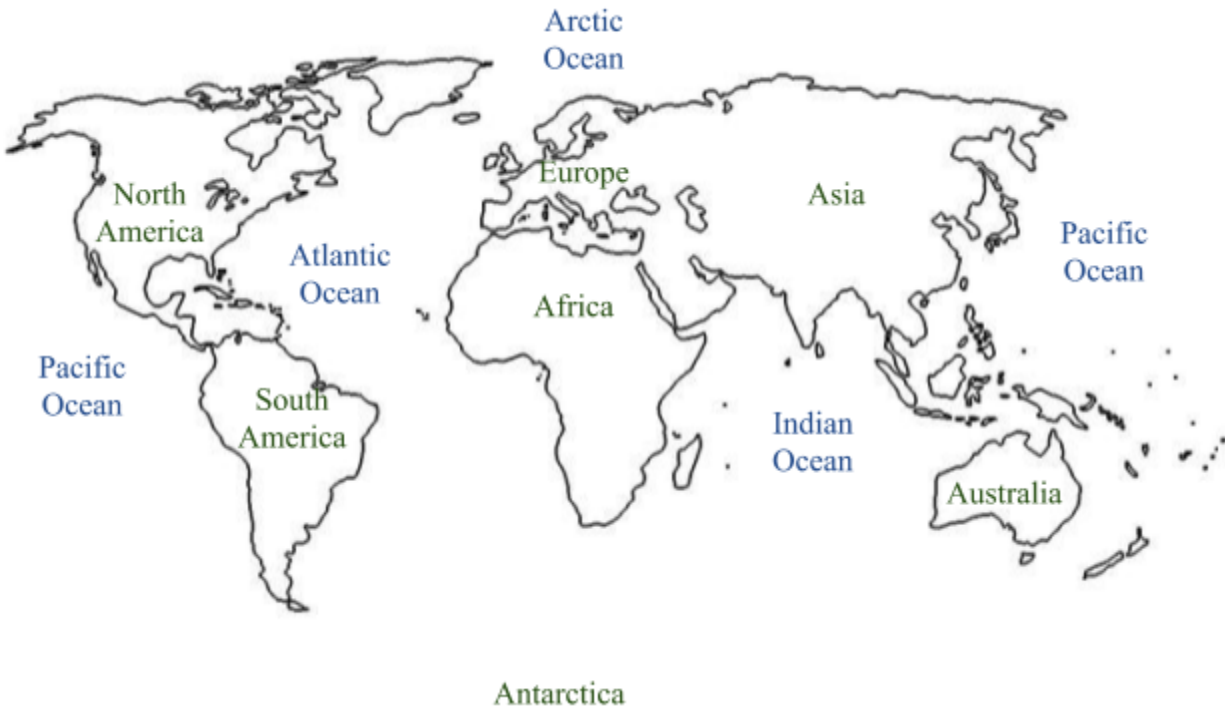 Arctic
Ocean
North
America
Europe
Asia
Atlantic
Ocean
Pacific
Ocean
Africa
Pacific
Ocean
South
America
Indian
Ocean
Australia
Antarctica